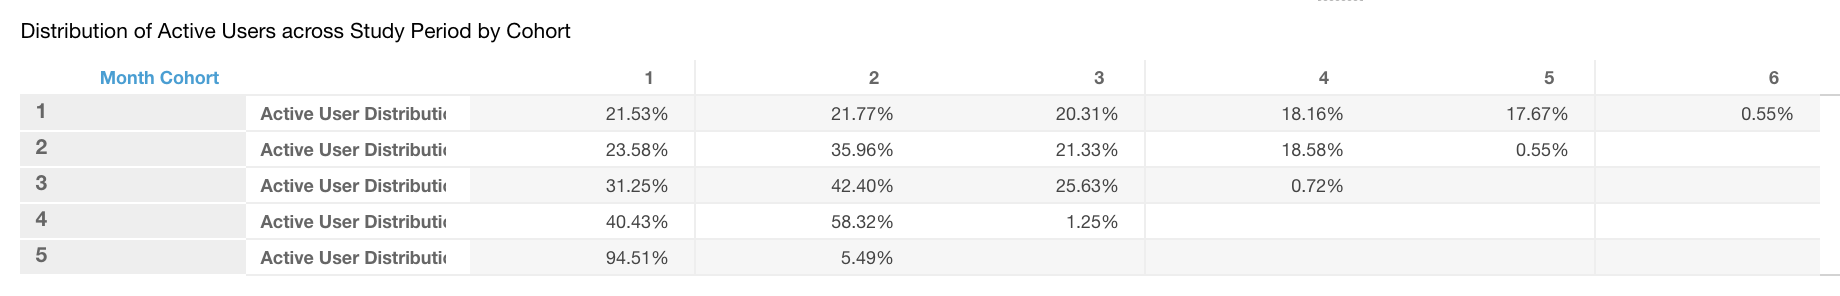 Distribution of Active Users across Study Period by Cohort
Month Cohort 1 2 3 4 5 6
1 Active User Distributi 21.53% 21.77% 20.31% 18.16% 17.67% 0.55%
2 Active User Distributi 23.58% 35.96% 21.33% 18.58% 0.55%
3 Active User Distributi 31.25% 42.40% 25.63% 0.72%
4 Active User Distributi 40.43% 58.32% 1.25%
5 Active User Distributi 94.51% 5.49%